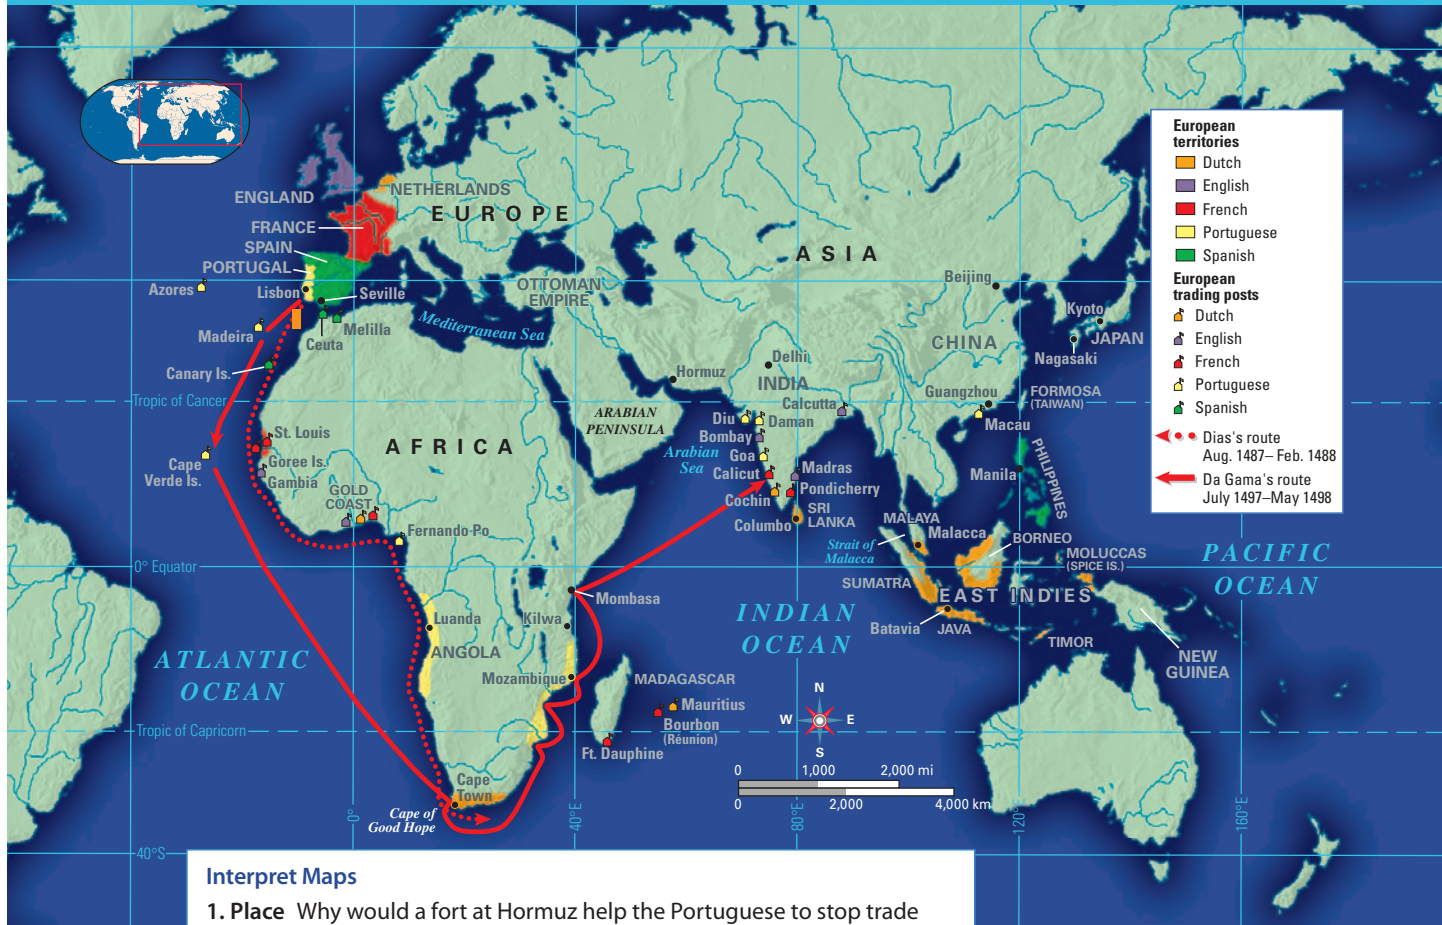 European
territories
Dutch
English
French
Portuguese
Spanish
European
trading posts
Dutch
English
French
Portuguese
Spanish
Dias's route
Aug. 1487– Feb. 1488
Da Gama's route
July 1497–May 1498
ENGLAND
NETHERLANDS
EUROPE
FRANCE
SPAIN
PORTUGAL
Azores
Lisbon
Seville
OTTOMAN
EMPIRE
Mediterranean Sea
Madeira
Melilla
Ceuta
Canary Is.
Tropic of Cancer
ASIA
Beijing
Kyoto
JAPAN
Nagasaki
CHINA
Hormuz
Delhi
INDIA
Calcutta
Guangzhou
FORMOSA
(TAIWAN)
Macau
ARABIAN
PENINSULA
Diu
Daman
Bombay
Arabian
Sea
Goa
Calicut
Madras
Pondicherry
Cochin
Columbo
SRI
LANKA
Manila
PHILIPPINES
AFRICA
St. Louis
Goree Is.
Gambia
Cape
Verde Is.
GOLD
COAST
Fernando Po
MALAYA
Malacca
Strait of
Malacca
BORNEO
MOLUCCAS
(SPICE IS.)
PACIFIC
OCEAN
0° Equator
SUMATRA
EAST INDIES
Mombasa
INDIAN
OCEAN
Luanda
Kilwa
Batavia
JAVA
TIMOR
NEW
GUINEA
ANGOLA
ATLANTIC
OCEAN
Mozambique
MADAGASCAR
Mauritius
Bourbon
(Réunion)
Tropic of Capricorn
Ft. Dauphine
N
W
E
S
0
1,000
2,000 mi
0
2,000
4,000 km
Cape
Town
Cape of
Good Hope
0°
40°E
80°E
120°E
160°E
40°S
Interpret Maps
1. Place Why would a fort at Hormuz help the Portuguese to stop trade